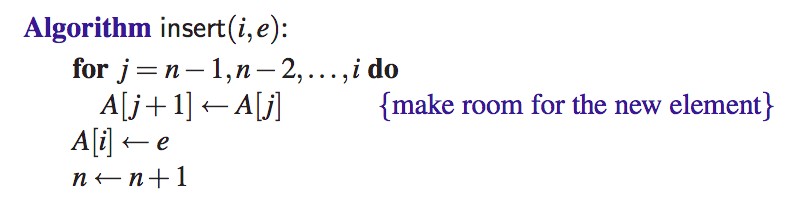 Algorithm insert(i,e):
for j = n − 1, n − 2, . . . , i do
A[j+1] ← A[j] {make room for the new element}
A[i] ← e
n ← n + 1